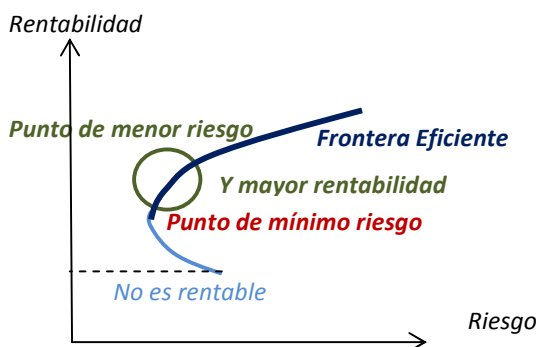 Rentabilidad
Punto de menor riesgo
Frontera Eficiente
Y mayor rentabilidad
Punto de mínimo riesgo
No es rentable
Riesgo